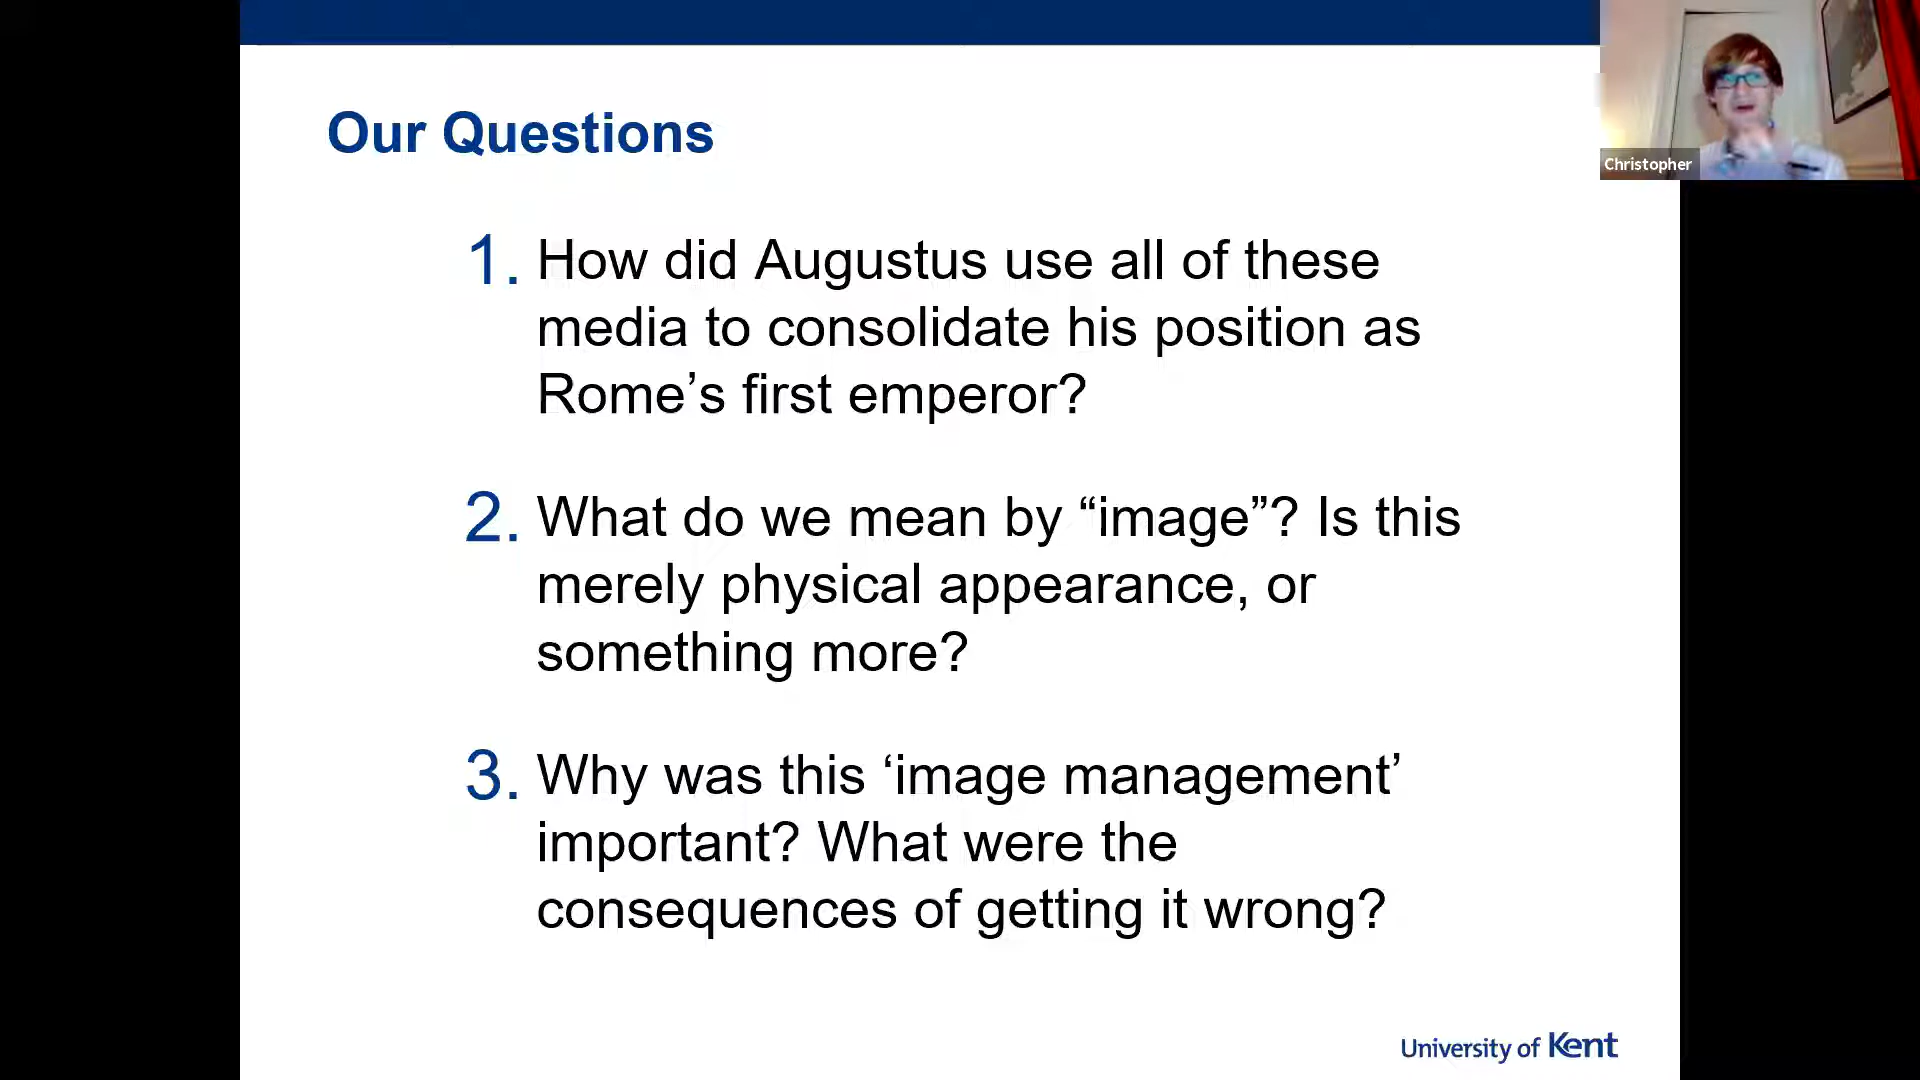 Our Questions
1. How did Augustus use all of these
media to consolidate his position as
Rome’s first emperor?
2. What do we mean by “image”? Is this
merely physical appearance, or
something more?
3. Why was this ‘image management’
important? What were the
consequences of getting it wrong?
Christopher
University of Kent